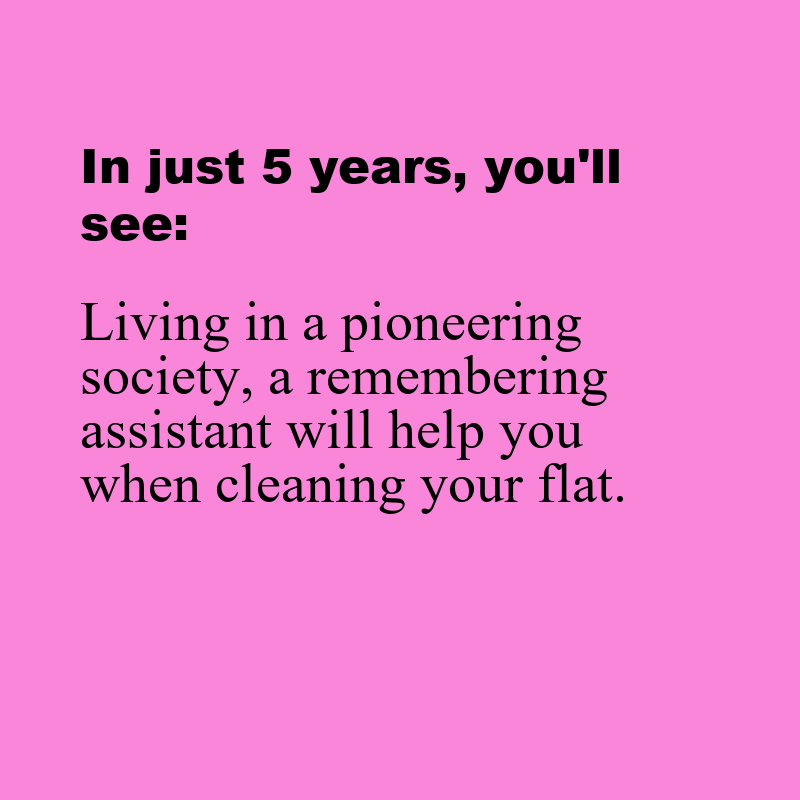 In just 5 years, you'll
see:
Living in a pioneering
society, a remembering
assistant will help you
when cleaning your flat.